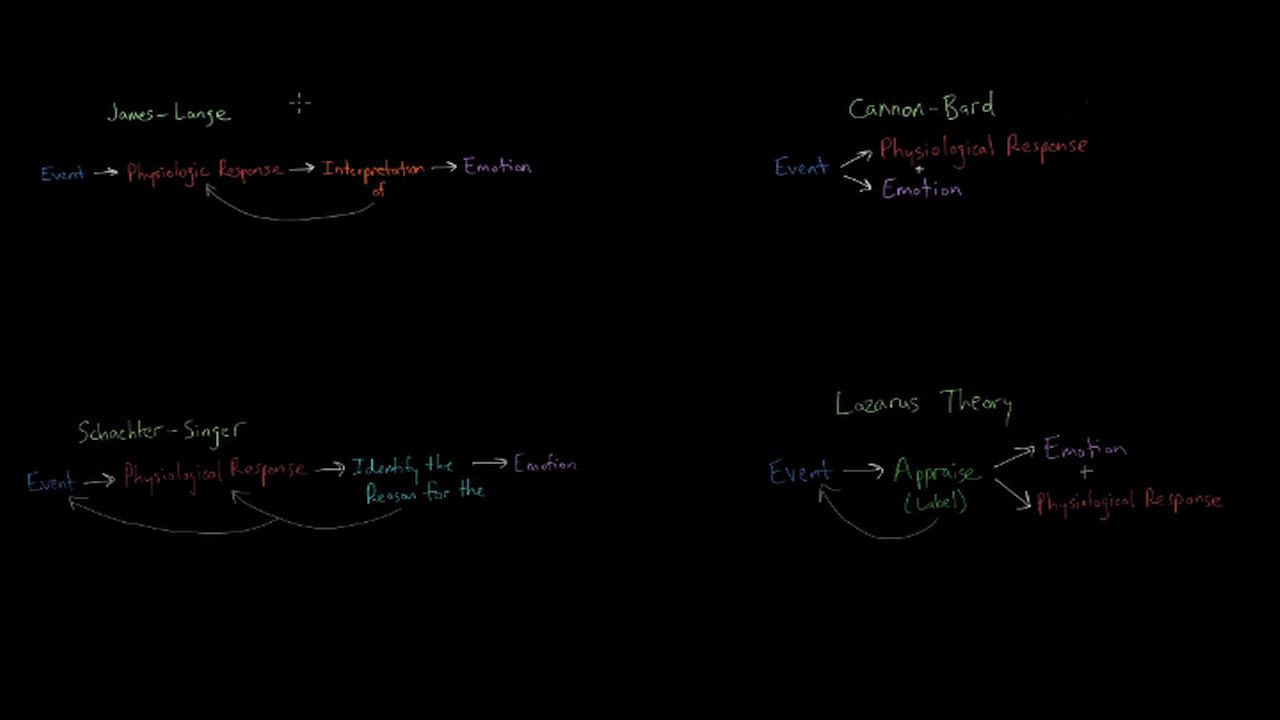 James-Lange
Event → Physiologic Response → Interpretation → Emotion
of
Cannon-Bard
Physiological Response
Event
+
Emotion
Schachter-Singer
Event → Physiological Response → Identify the → Emotion
Reason for the
Lazarus Theory
Emotion
Event → Appraise
+
(Label)
Physiological Response